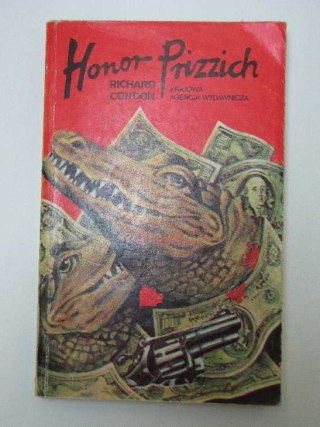 Honor Prizzich
RICHARD
CONDON
KRAJOWA
AGENCJA WYDAWNICZA